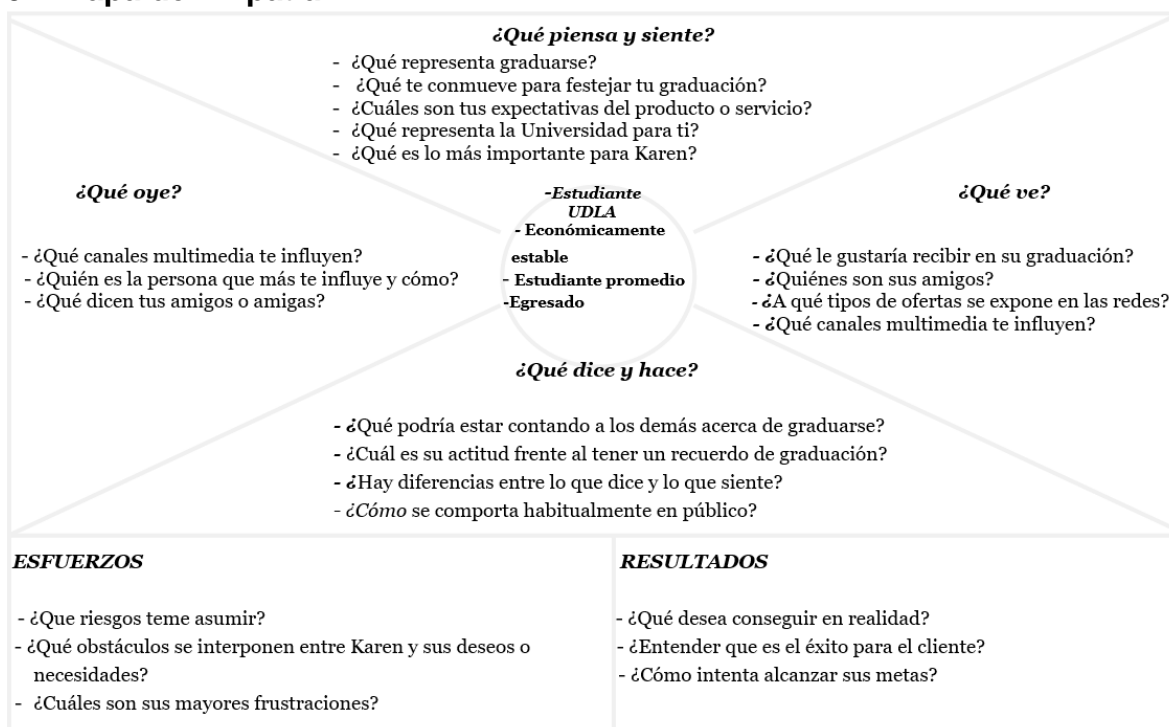 ¿Qué piensa y siente?
- ¿Qué representa graduarse?
- ¿Qué te conmueve para festejar tu graduación?
- ¿Cuáles son tus expectativas del producto o servicio?
- ¿Qué representa la Universidad para ti?
- ¿Qué es lo más importante para Karen?
¿Qué oye?
- ¿Qué canales multimedia te influyen?
- ¿Quién es la persona que más te influye y cómo?
- ¿Qué dicen tus amigos o amigas?
-Estudiante
UDLA
- Económicamente
estable
- Estudiante promedio
-Egresado
¿Qué ve?
- ¿Qué le gustaría recibir en su graduación?
- ¿Quiénes son sus amigos?
- ¿A qué tipos de ofertas se expone en las redes?
- ¿Qué canales multimedia te influyen?
¿Qué dice y hace?
- ¿Qué podría estar contando a los demás acerca de graduarse?
- ¿Cuál es su actitud frente al tener un recuerdo de graduación?
- ¿Hay diferencias entre lo que dice y lo que siente?
- ¿Cómo se comporta habitualmente en público?
ESFUERZOS
- ¿Que riesgos teme asumir?
- ¿Qué obstáculos se interponen entre Karen y sus deseos o
necesidades?
- ¿Cuáles son sus mayores frustraciones?
RESULTADOS
- ¿Qué desea conseguir en realidad?
- ¿Entender que es el éxito para el cliente?
- ¿Cómo intenta alcanzar sus metas?